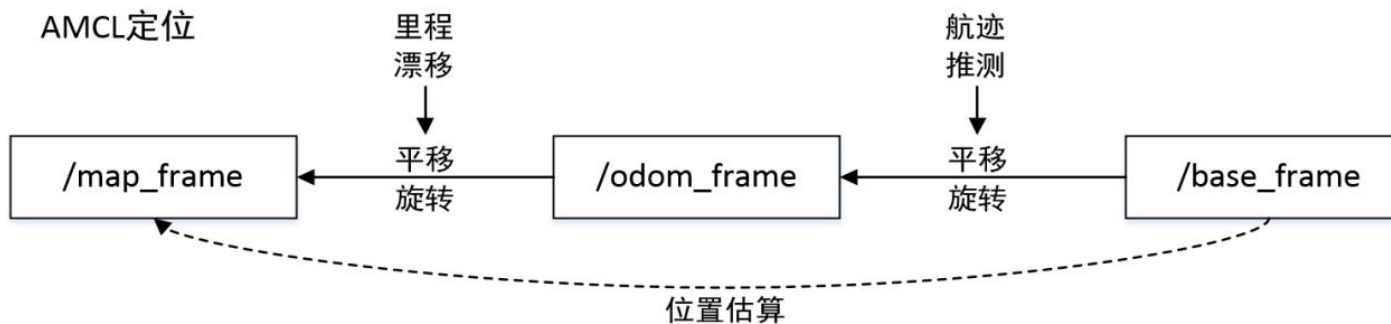 AMCL定位
里程
漂移
航迹
推测
/map_frame
平移
旋转
/odom_frame
平移
旋转
/base_frame
位置估算